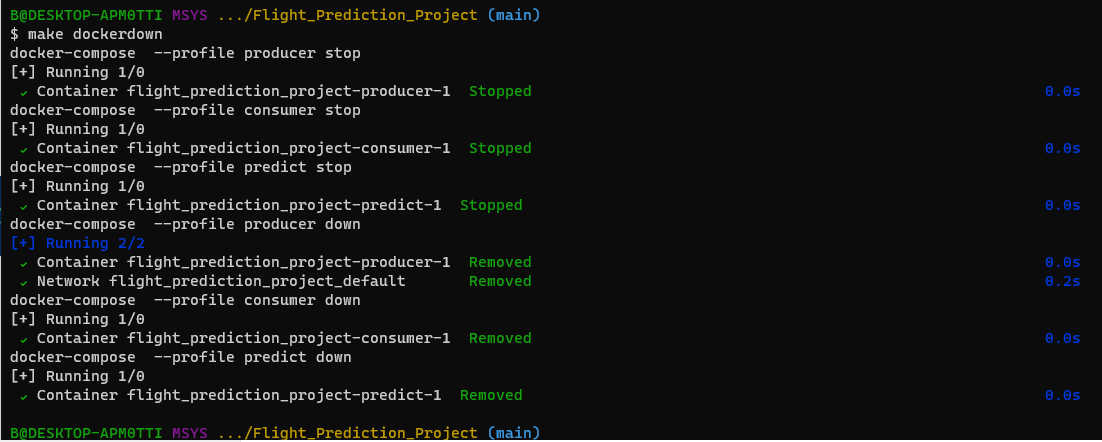 B@DESKTOP-APM0TTI MSYS .../Flight_Prediction_Project (main)
$ make dockerdown
docker-compose  --profile producer stop
[+] Running 1/0
 ✓ Container flight_prediction_project-producer-1  Stopped 0.0s
docker-compose  --profile consumer stop
[+] Running 1/0
 ✓ Container flight_prediction_project-consumer-1  Stopped 0.0s
docker-compose  --profile predict stop
[+] Running 1/0
 ✓ Container flight_prediction_project-predict-1  Stopped 0.0s
docker-compose  --profile producer down
[+] Running 2/2
 ✓ Container flight_prediction_project-producer-1  Removed 0.0s
 ✓ Network flight_prediction_project_default       Removed 0.2s
docker-compose  --profile consumer down
[+] Running 1/0
 ✓ Container flight_prediction_project-consumer-1  Removed 0.0s
docker-compose  --profile predict down
[+] Running 1/0
 ✓ Container flight_prediction_project-predict-1  Removed 0.0s
B@DESKTOP-APM0TTI MSYS .../Flight_Prediction_Project (main)